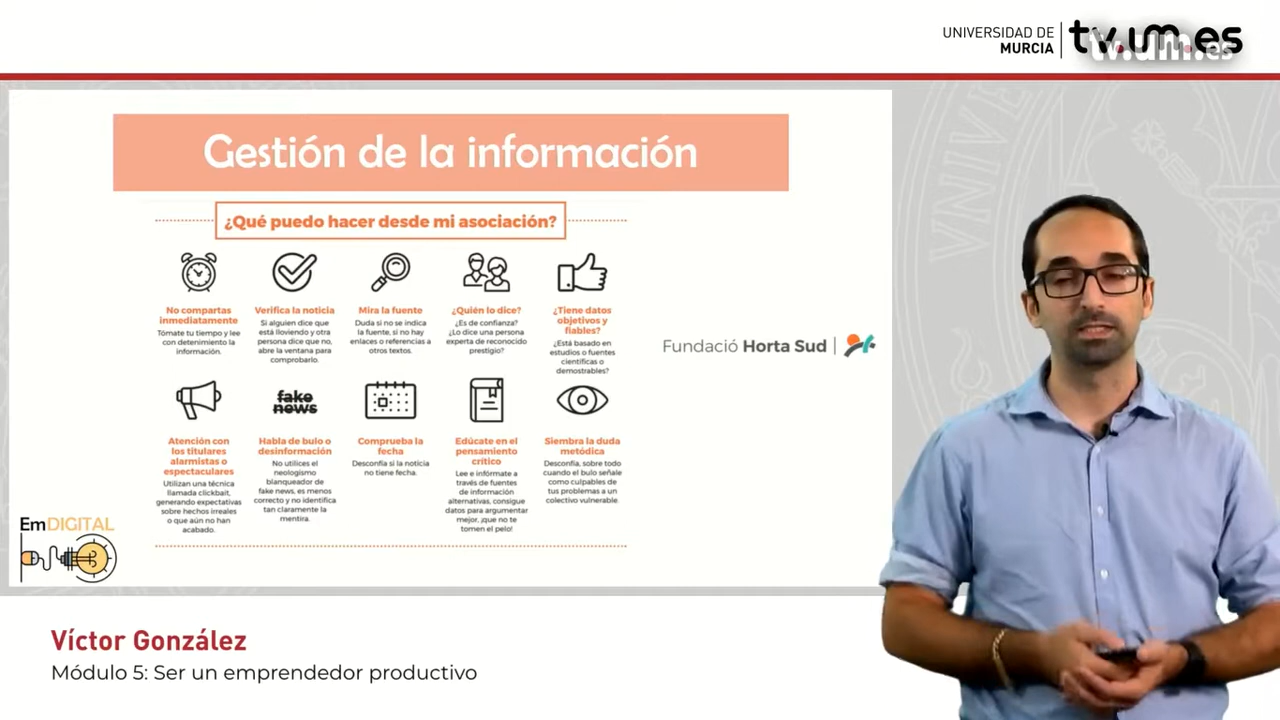 UNIVERSIDAD DE
MURCIA
tv.um.es
tv.um.es
Gestión de la información
¿Qué puedo hacer desde mi asociación?
No compartas
inmediatamente
Tómate tu tiempo y lee
con detenimiento la
información.
Verifica la noticia
Si alguien dice que
está lloviendo y otra
persona dice que no,
abre la ventana para
comprobarlo.
Mira la fuente
Duda si no se indica
la fuente, si no hay
enlaces o referencias a
otros textos.
¿Quién lo dice?
¿Es de confianza?
¿Lo dice una persona
experta de reconocido
prestigio?
¿Tiene datos
objetivos y
fiables?
¿Está basado en
estudios o fuentes
científicas o
demostrables?
Fundació Horta Sud
Atención con
los titulares
alarmistas o
espectaculares
Utilizan una técnica
llamada clickbait,
generando expectativas
sobre hechos irreales
o que aún no han
acabado.
fake
news
Habla de bulo o
desinformación
No utilices el
neologismo
blanqueador de
fake news, es menos
correcto y no identifica
tan claramente la
mentira.
Comprueba la
fecha
Desconfía si la noticia
no tiene fecha.
Edúcate en el
pensamiento
crítico
Lee e infórmate a
través de fuentes
de información
alternativas, consigue
datos para argumentar
mejor, ¡que no te
tomen el pelo!
Siembra la duda
metódica
Desconfía, sobre todo
cuando el bulo señale
como culpables de
tus problemas a un
colectivo vulnerable.
EmDIGITAL
Víctor González
Módulo 5: Ser un emprendedor productivo